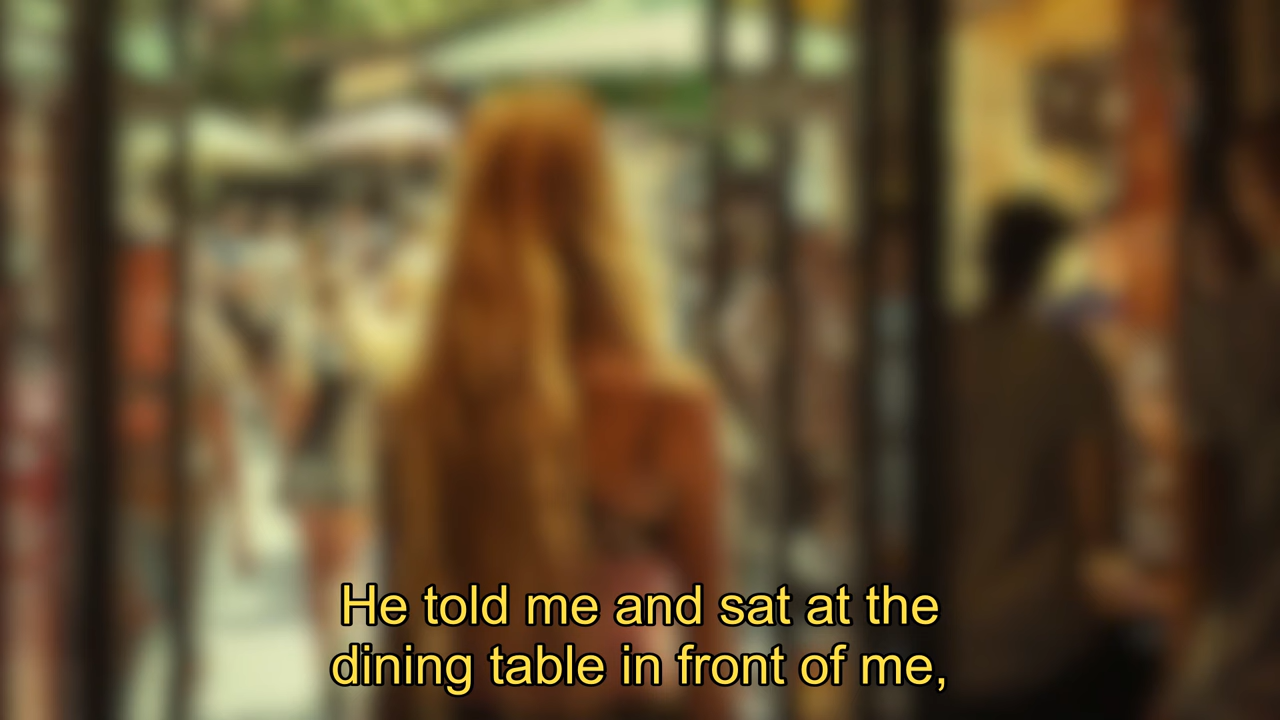 He told me and sat at the
dining table in front of me,